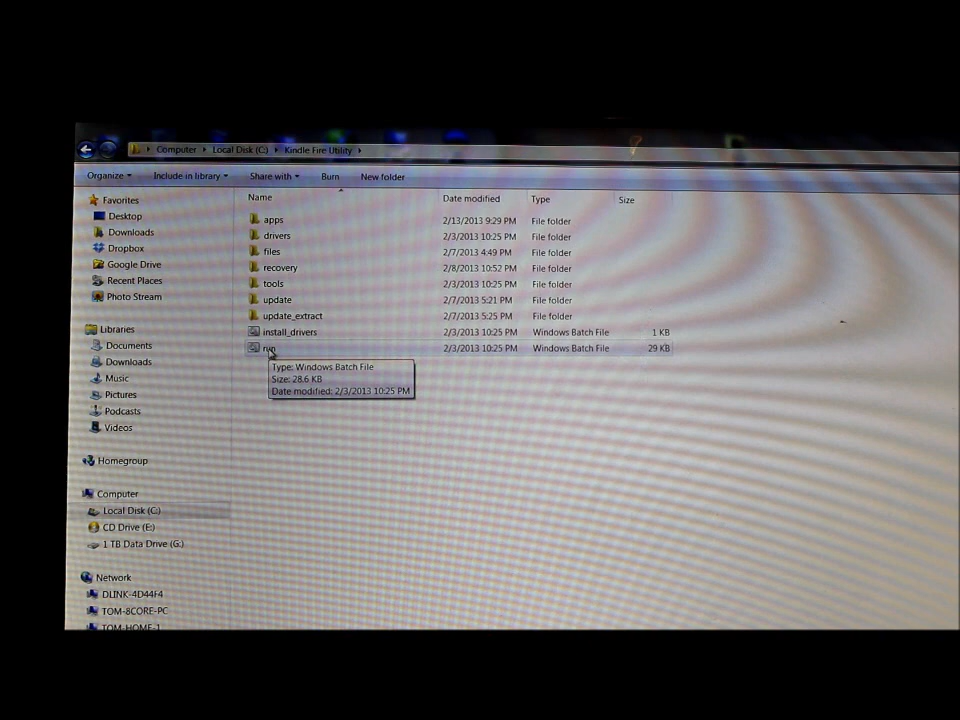 Computer Local Disk (C:) Kindle Fire Utility
Organize Include in library Share with Burn New folder
Favorites
Desktop
Downloads
Dropbox
Google Drive
Recent Places
Photo Stream
Libraries
Documents
Downloads
Music
Pictures
Podcasts
Videos
Homegroup
Computer
Local Disk (C:)
CD Drive (E:)
1 TB Data Drive (G:)
Network
DLINK-4D44F4
TOM-8CORE-PC
TOM-HOME-1
Name Date modified Type Size
apps 2/13/2013 9:29 PM File folder
drivers 2/3/2013 10:25 PM File folder
files 2/7/2013 4:49 PM File folder
recovery 2/8/2013 10:52 PM File folder
tools 2/3/2013 10:25 PM File folder
update 2/7/2013 5:21 PM File folder
update_extract 2/7/2013 5:25 PM File folder
install_drivers 2/3/2013 10:25 PM Windows Batch File 1 KB
run 2/3/2013 10:25 PM Windows Batch File 29 KB
Type: Windows Batch File
Size: 28.6 KB
Date modified: 2/3/2013 10:25 PM